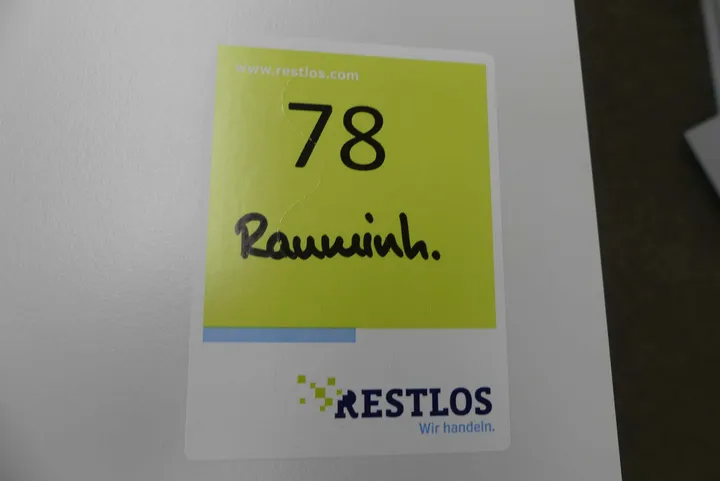 www.restlos.com
78
Rauminh.
RESTLOS
Wir handeln.